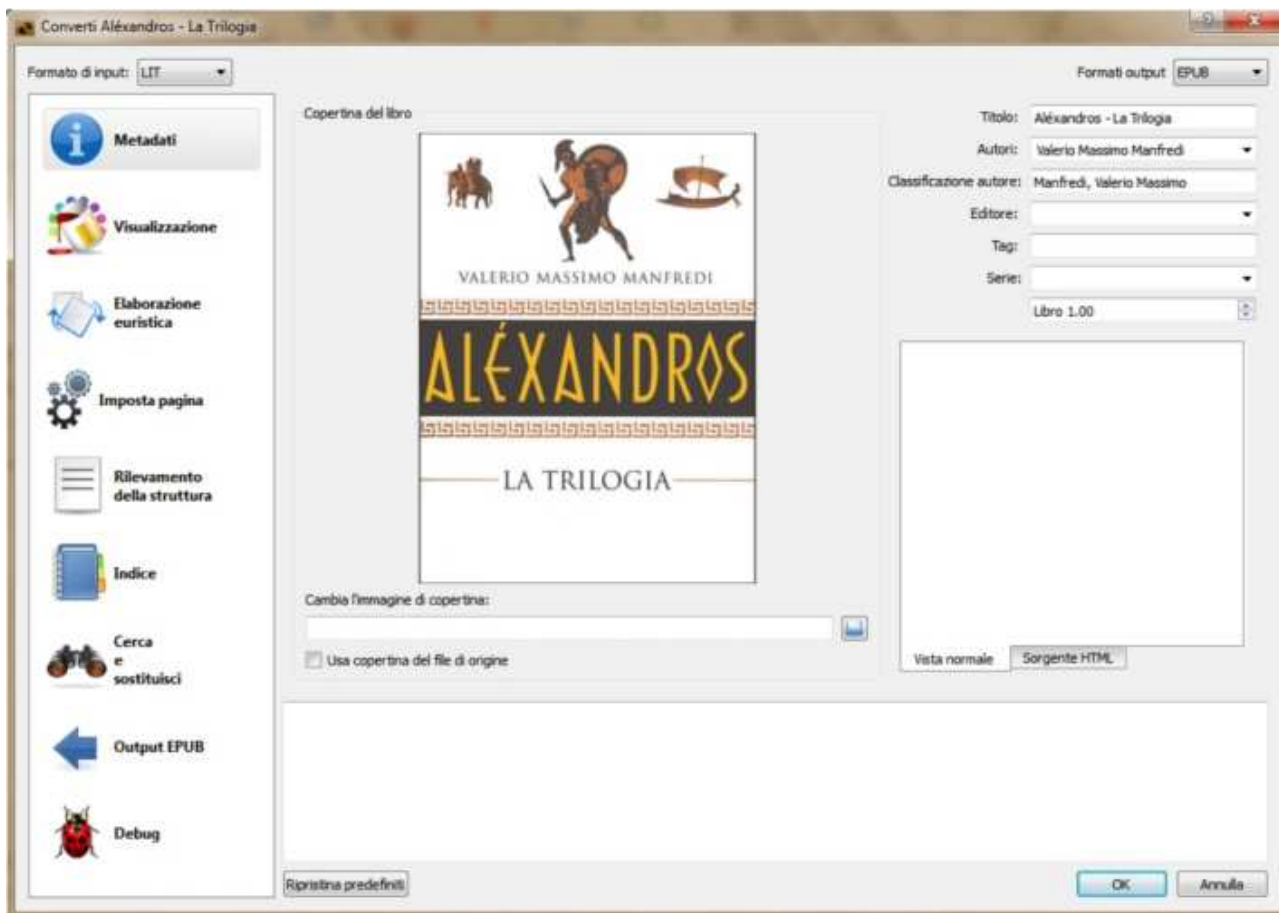 Converti Aléxandros - La Trilogia
Formato di input: LIT
Formati output EPUB
Metadati
Visualizzazione
Elaborazione
euristica
Imposta pagina
Rilevamento
della struttura
Indice
Cerca
e
sostituisci
Output EPUB
Debug
Copertina del libro
VALERIO MASSIMO MANFREDI
ALÉXANDROS
LA TRILOGIA
Cambia l'immagine di copertina:
Usa copertina del file di origine
Titolo: Aléxandros - La Trilogia
Autori: Valerio Massimo Manfredi
Classificazione autore: Manfredi, Valerio Massimo
Editore:
Tag:
Serie:
Libro 1.00
Vista normale
Sorgente HTML
Ripristina predefiniti
OK
Annulla